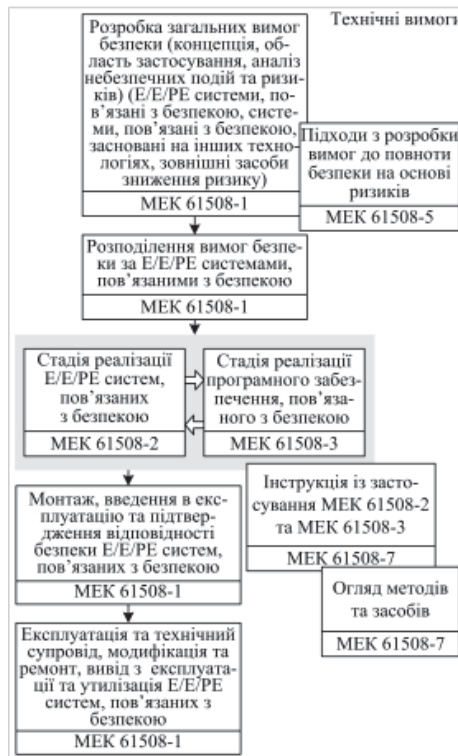 Технічні вимоги
Розробка загальних вимог
безпеки (концепція, об-
ласть застосування, аналіз
небезпечних подій та ризи-
ків) (E/E/PE системи, по-
в’язані з безпекою, систе-
ми, пов’язані з безпекою,
засновані на інших техно-
логіях, зовнішні засоби
зниження ризику)
МЕК 61508-1
Підходи з розробки
вимог до повноти
безпеки на основі
ризиків
МЕК 61508-5
Розподілення вимог безпе-
ки за E/E/PE системами,
пов’язаними з безпекою
МЕК 61508-1
Стадія реалізації
E/E/PE систем,
пов’язаних
з безпекою
МЕК 61508-2
Стадія реалізації
програмного забез-
печення, пов’яза-
ного з безпекою
МЕК 61508-3
Інструкція із засто-
сування МЕК 61508-2
та МЕК 61508-3
МЕК 61508-7
Монтаж, введення в екс-
плуатацію та підтвер-
дження відповідності
безпеки E/E/PE систем,
пов’язаних з безпекою
МЕК 61508-1
Огляд методів
та засобів
МЕК 61508-7
Експлуатація та технічний
супровід, модифікація та
ремонт, вивід з експлуата-
ції та утилізація E/E/PE
систем, пов’язаних з
безпекою
МЕК 61508-1